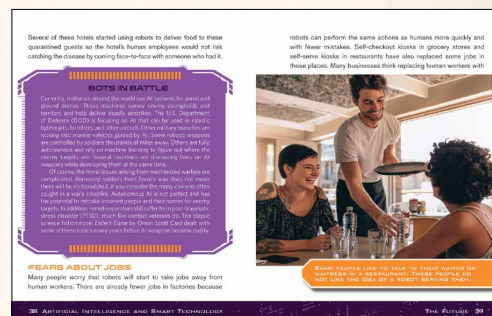 Several of these hotels started using robots to deliver food to these
quarantined guests so the hotel's human employees would not risk
catching the disease by coming face-to-face with someone who had it.
BOTS IN BATTLE
Currently, militaries around the world use AI systems for aerial and
ground drones. These machines survey enemy strongholds and
territory and help deliver deadly airstrikes. The U.S. Department
of Defense (DOD) is focusing on AI that can be used in robotic
fighter jets, bombers, and other aircraft. Other military branches are
looking into marine vehicles guided by AI. Some robotic weapons
are controlled by soldiers thousands of miles away. Others are fully
autonomous and rely on machine learning to figure out where the
enemy targets are. Several countries are discussing bans on AI
weapons while developing them at the same time.
Of course, the moral issues arising from mechanized warfare are
complicated. Removing soldiers from harm's way does not mean
there will be no bloodshed, if you consider the many civilians often
caught in a war's crossfire. Autonomous AI is not perfect and has
the potential to mistake innocent people and their homes for enemy
targets. In addition, remote operators still suffer from post-traumatic
stress disorder (PTSD), much like combat veterans do. The classic
science fiction novel Ender's Game by Orson Scott Card dealt with
some of these topics many years before AI weapons became reality.
FEARS ABOUT JOBS
Many people worry that robots will start to take jobs away from
human workers. There are already fewer jobs in factories because
38 ARTIFICIAL INTELLIGENCE AND SMART TECHNOLOGY
robots can perform the same actions as humans more quickly and
with fewer mistakes. Self-checkout kiosks in grocery stores and
self-serve kiosks in restaurants have also replaced some jobs in
those places. Many businesses think replacing human workers with
SOME PEOPLE LIKE TO TALK TO THEIR WAITER OR
WAITRESS IN A RESTAURANT. THESE PEOPLE DO
NOT LIKE THE IDEA OF A ROBOT SERVING THEM.
THE FUTURE 39